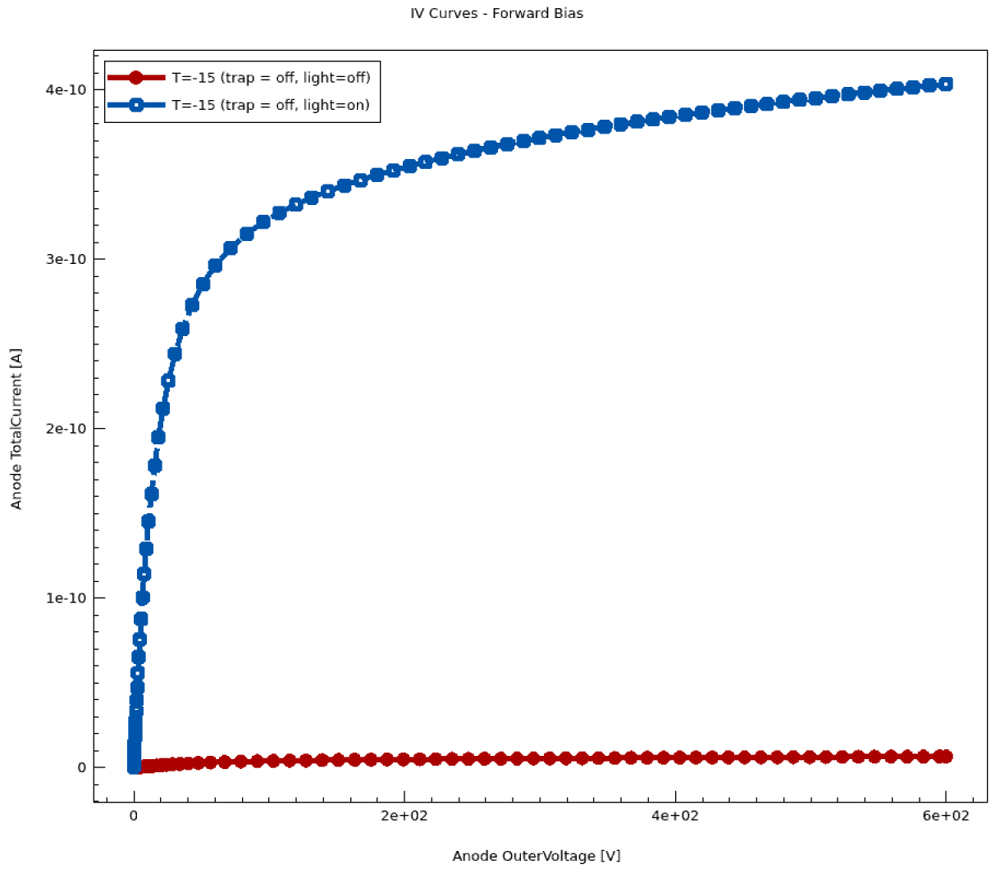 IV Curves - Forward Bias
T=-15 (trap = off, light=off)
T=-15 (trap = off, light=on)
4e-10
3e-10
2e-10
1e-10
0
Anode TotalCurrent [A]
0 2e+02 4e+02 6e+02
Anode OuterVoltage [V]